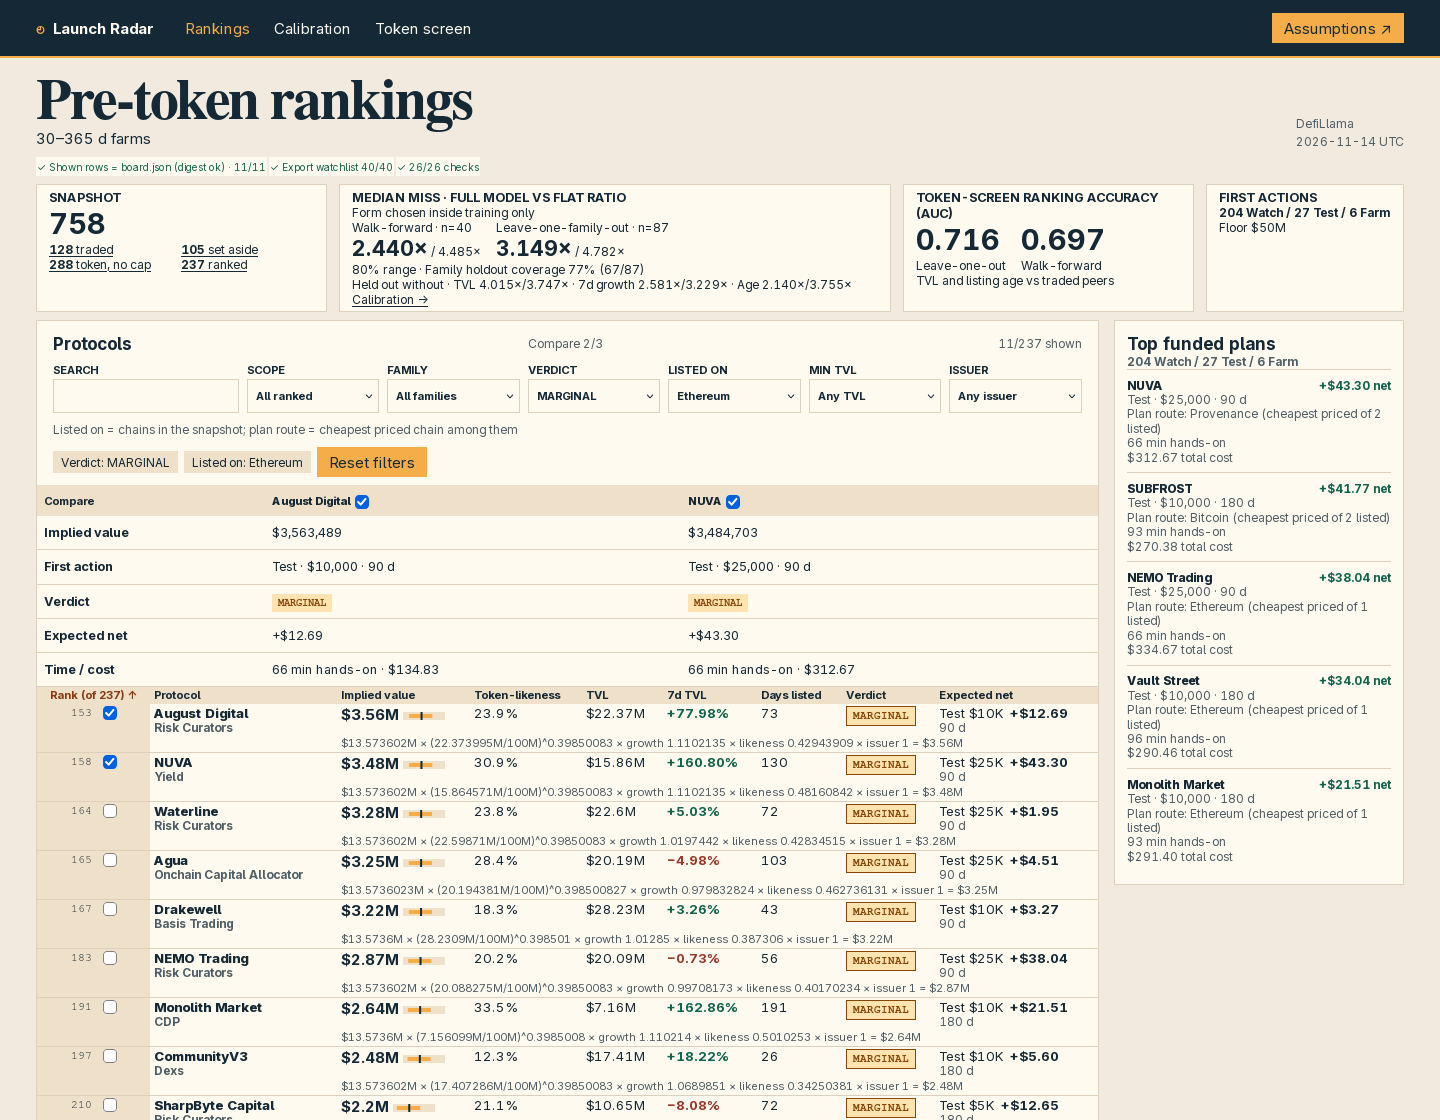 Launch Radar Rankings Calibration Token screen Assumptions ↗
Pre-token rankings
30–365 d farms
DefiLlama
2026-11-14 UTC
✓ Shown rows = board.json (digest ok) · 11/11 ✓ Export watchlist 40/40 ✓ 26/26 checks
SNAPSHOT
758
128 traded 105 set aside
288 token, no cap 237 ranked
MEDIAN MISS · FULL MODEL VS FLAT RATIO
Form chosen inside training only
Walk-forward · n=40 Leave-one-family-out · n=87
2.440× / 4.485× 3.149× / 4.782×
80% range · Family holdout coverage 77% (67/87)
Held out without · TVL 4.015×/3.747× · 7d growth 2.581×/3.229× · Age 2.140×/3.755×
Calibration →
TOKEN-SCREEN RANKING ACCURACY
(AUC)
0.716 0.697
Leave-one-out Walk-forward
TVL and listing age vs traded peers
FIRST ACTIONS
204 Watch / 27 Test / 6 Farm
Floor $50M
Protocols Compare 2/3 11/237 shown
SEARCH SCOPE FAMILY VERDICT LISTED ON MIN TVL ISSUER
All ranked All families MARGINAL Ethereum Any TVL Any issuer
Listed on = chains in the snapshot; plan route = cheapest priced chain among them
Verdict: MARGINAL Listed on: Ethereum Reset filters
Compare August Digital NUVA
Implied value $3,563,489 $3,484,703
First action Test · $10,000 · 90 d Test · $25,000 · 90 d
Verdict MARGINAL MARGINAL
Expected net +$12.69 +$43.30
Time / cost 66 min hands-on · $134.83 66 min hands-on · $312.67
Rank (of 237) ↑ Protocol Implied value Token-likeness TVL 7d TVL Days listed Verdict Expected net
153 August Digital $3.56M 23.9% $22.37M +77.98% 73 MARGINAL Test $10K +$12.69
Risk Curators 90 d
$13.573602M × (22.373995M/100M)^0.39850083 × growth 1.1102135 × likeness 0.42943909 × issuer 1 = $3.56M
158 NUVA $3.48M 30.9% $15.86M +160.80% 130 MARGINAL Test $25K +$43.30
Yield 90 d
$13.573602M × (15.864571M/100M)^0.39850083 × growth 1.1102135 × likeness 0.48160842 × issuer 1 = $3.48M
164 Waterline $3.28M 23.8% $22.6M +5.03% 72 MARGINAL Test $10K +$1.95
Risk Curators 90 d
$13.573602M × (22.59871M/100M)^0.39850083 × growth 1.0197442 × likeness 0.42834515 × issuer 1 = $3.28M
165 Agua $3.25M 28.4% $20.19M −4.98% 103 MARGINAL Test $25K +$4.51
Onchain Capital Allocator 90 d
$13.5736023M × (20.194381M/100M)^0.398500827 × growth 0.979832824 × likeness 0.462736131 × issuer 1 = $3.25M
167 Drakewell $3.22M 18.3% $28.23M +3.26% 43 MARGINAL Test $10K +$3.27
Basis Trading 90 d
$13.5736M × (28.2309M/100M)^0.398501 × growth 1.01285 × likeness 0.387306 × issuer 1 = $3.22M
183 NEMO Trading $2.87M 20.2% $20.09M −0.73% 56 MARGINAL Test $25K +$38.04
Risk Curators 90 d
$13.573602M × (20.088275M/100M)^0.39850083 × growth 0.99708173 × likeness 0.40170234 × issuer 1 = $2.87M
191 Monolith Market $2.64M 33.5% $7.16M +162.86% 191 MARGINAL Test $10K +$21.51
CDP 180 d
$13.5736M × (7.156099M/100M)^0.3985008 × growth 1.110214 × likeness 0.5010253 × issuer 1 = $2.64M
197 CommunityV3 $2.48M 12.3% $17.41M +18.22% 26 MARGINAL Test $10K +$5.60
Dexs 180 d
$13.573602M × (17.407286M/100M)^0.39850083 × growth 1.0689851 × likeness 0.34250381 × issuer 1 = $2.48M
210 SharpByte Capital $2.2M 21.1% $10.65M −8.08% 72 MARGINAL Test $5K +$12.65
Risk Curators 180 d
Top funded plans
204 Watch / 27 Test / 6 Farm
NUVA +$43.30 net
Test · $25,000 · 90 d
Plan route: Provenance (cheapest priced of 2
listed)
66 min hands-on
$312.67 total cost
SUBFROST +$41.77 net
Test · $10,000 · 180 d
Plan route: Bitcoin (cheapest priced of 2 listed)
93 min hands-on
$270.38 total cost
NEMO Trading +$38.04 net
Test · $25,000 · 90 d
Plan route: Ethereum (cheapest priced of 1
listed)
66 min hands-on
$334.67 total cost
Vault Street +$34.04 net
Test · $10,000 · 180 d
Plan route: Ethereum (cheapest priced of 1
listed)
96 min hands-on
$290.46 total cost
Monolith Market +$21.51 net
Test · $10,000 · 180 d
Plan route: Ethereum (cheapest priced of 1
listed)
93 min hands-on
$291.40 total cost